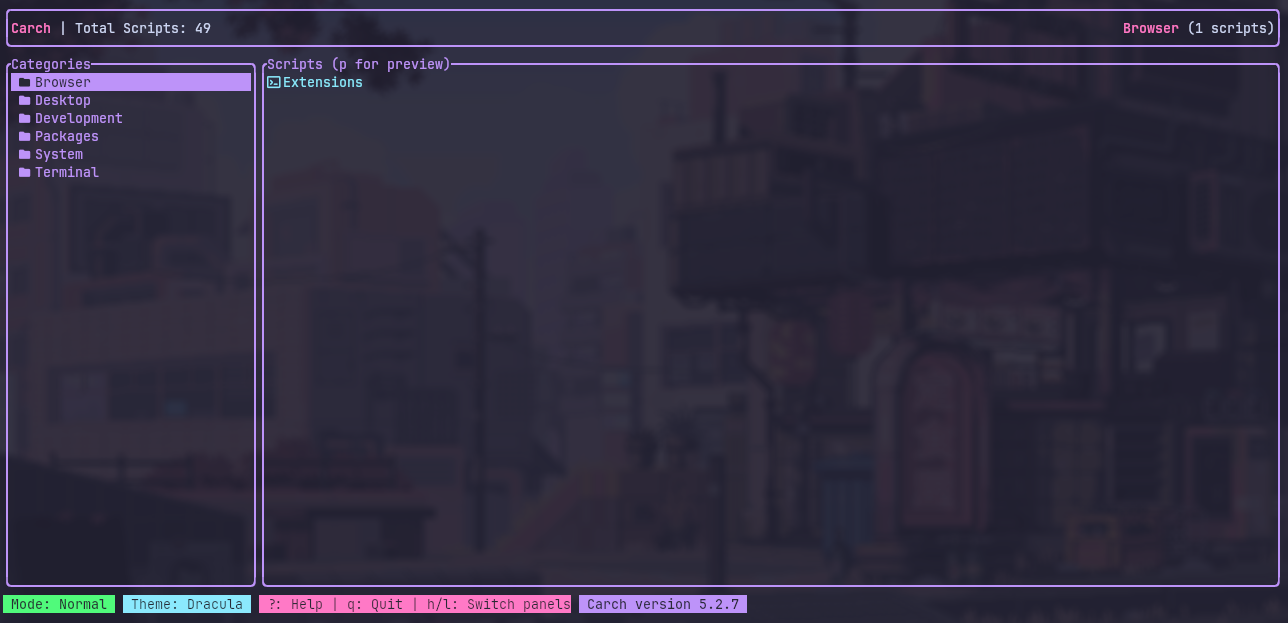 Carch | Total Scripts: 49 Browser (1 scripts)
Categories
Browser
Desktop
Development
Packages
System
Terminal
Scripts (p for preview)
Extensions
Mode: Normal Theme: Dracula ?: Help | q: Quit | h/l: Switch panels Carch version 5.2.7